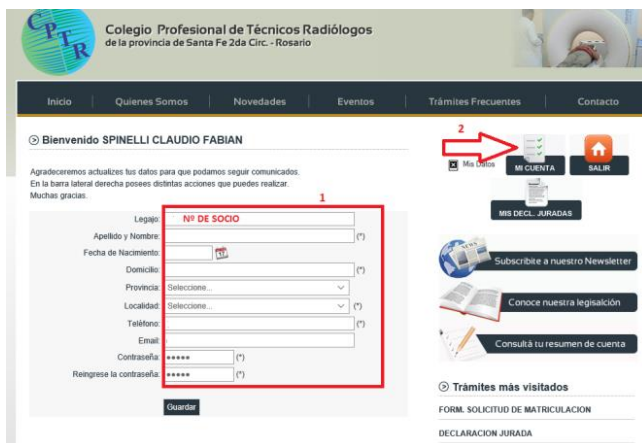 CPTR
Colegio Profesional de Técnicos Radiólogos
de la provincia de Santa Fe 2da Circ. - Rosario
Inicio
Quienes Somos
Novedades
Eventos
Trámites Frecuentes
Contacto
Bienvenido SPINELLI CLAUDIO FABIAN
2
Mis Datos
MI CUENTA
SALIR
Agradeceremos actualizes tus datos para que podamos seguir comunicados.
En la barra lateral derecha posees distintas acciones que puedes realizar.
Muchas gracias.
1
MIS DECL. JURADAS
Legajo: Nº DE SOCIO
Apellido y Nombre: (*)
Fecha de Nacimiento:
Domicilio: (*)
Provincia: Seleccione...
Localidad: Seleccione... (*)
Teléfono: (*)
Email:
Contraseña: ●●●●● (*)
Reingrese la contraseña: ●●●●● (*)
Guardar
Subscribite a nuestro Newsletter
Conoce nuestra legisalción
Consultá tu resumen de cuenta
Trámites más visitados
FORM. SOLICITUD DE MATRICULACION
DECLARACION JURADA